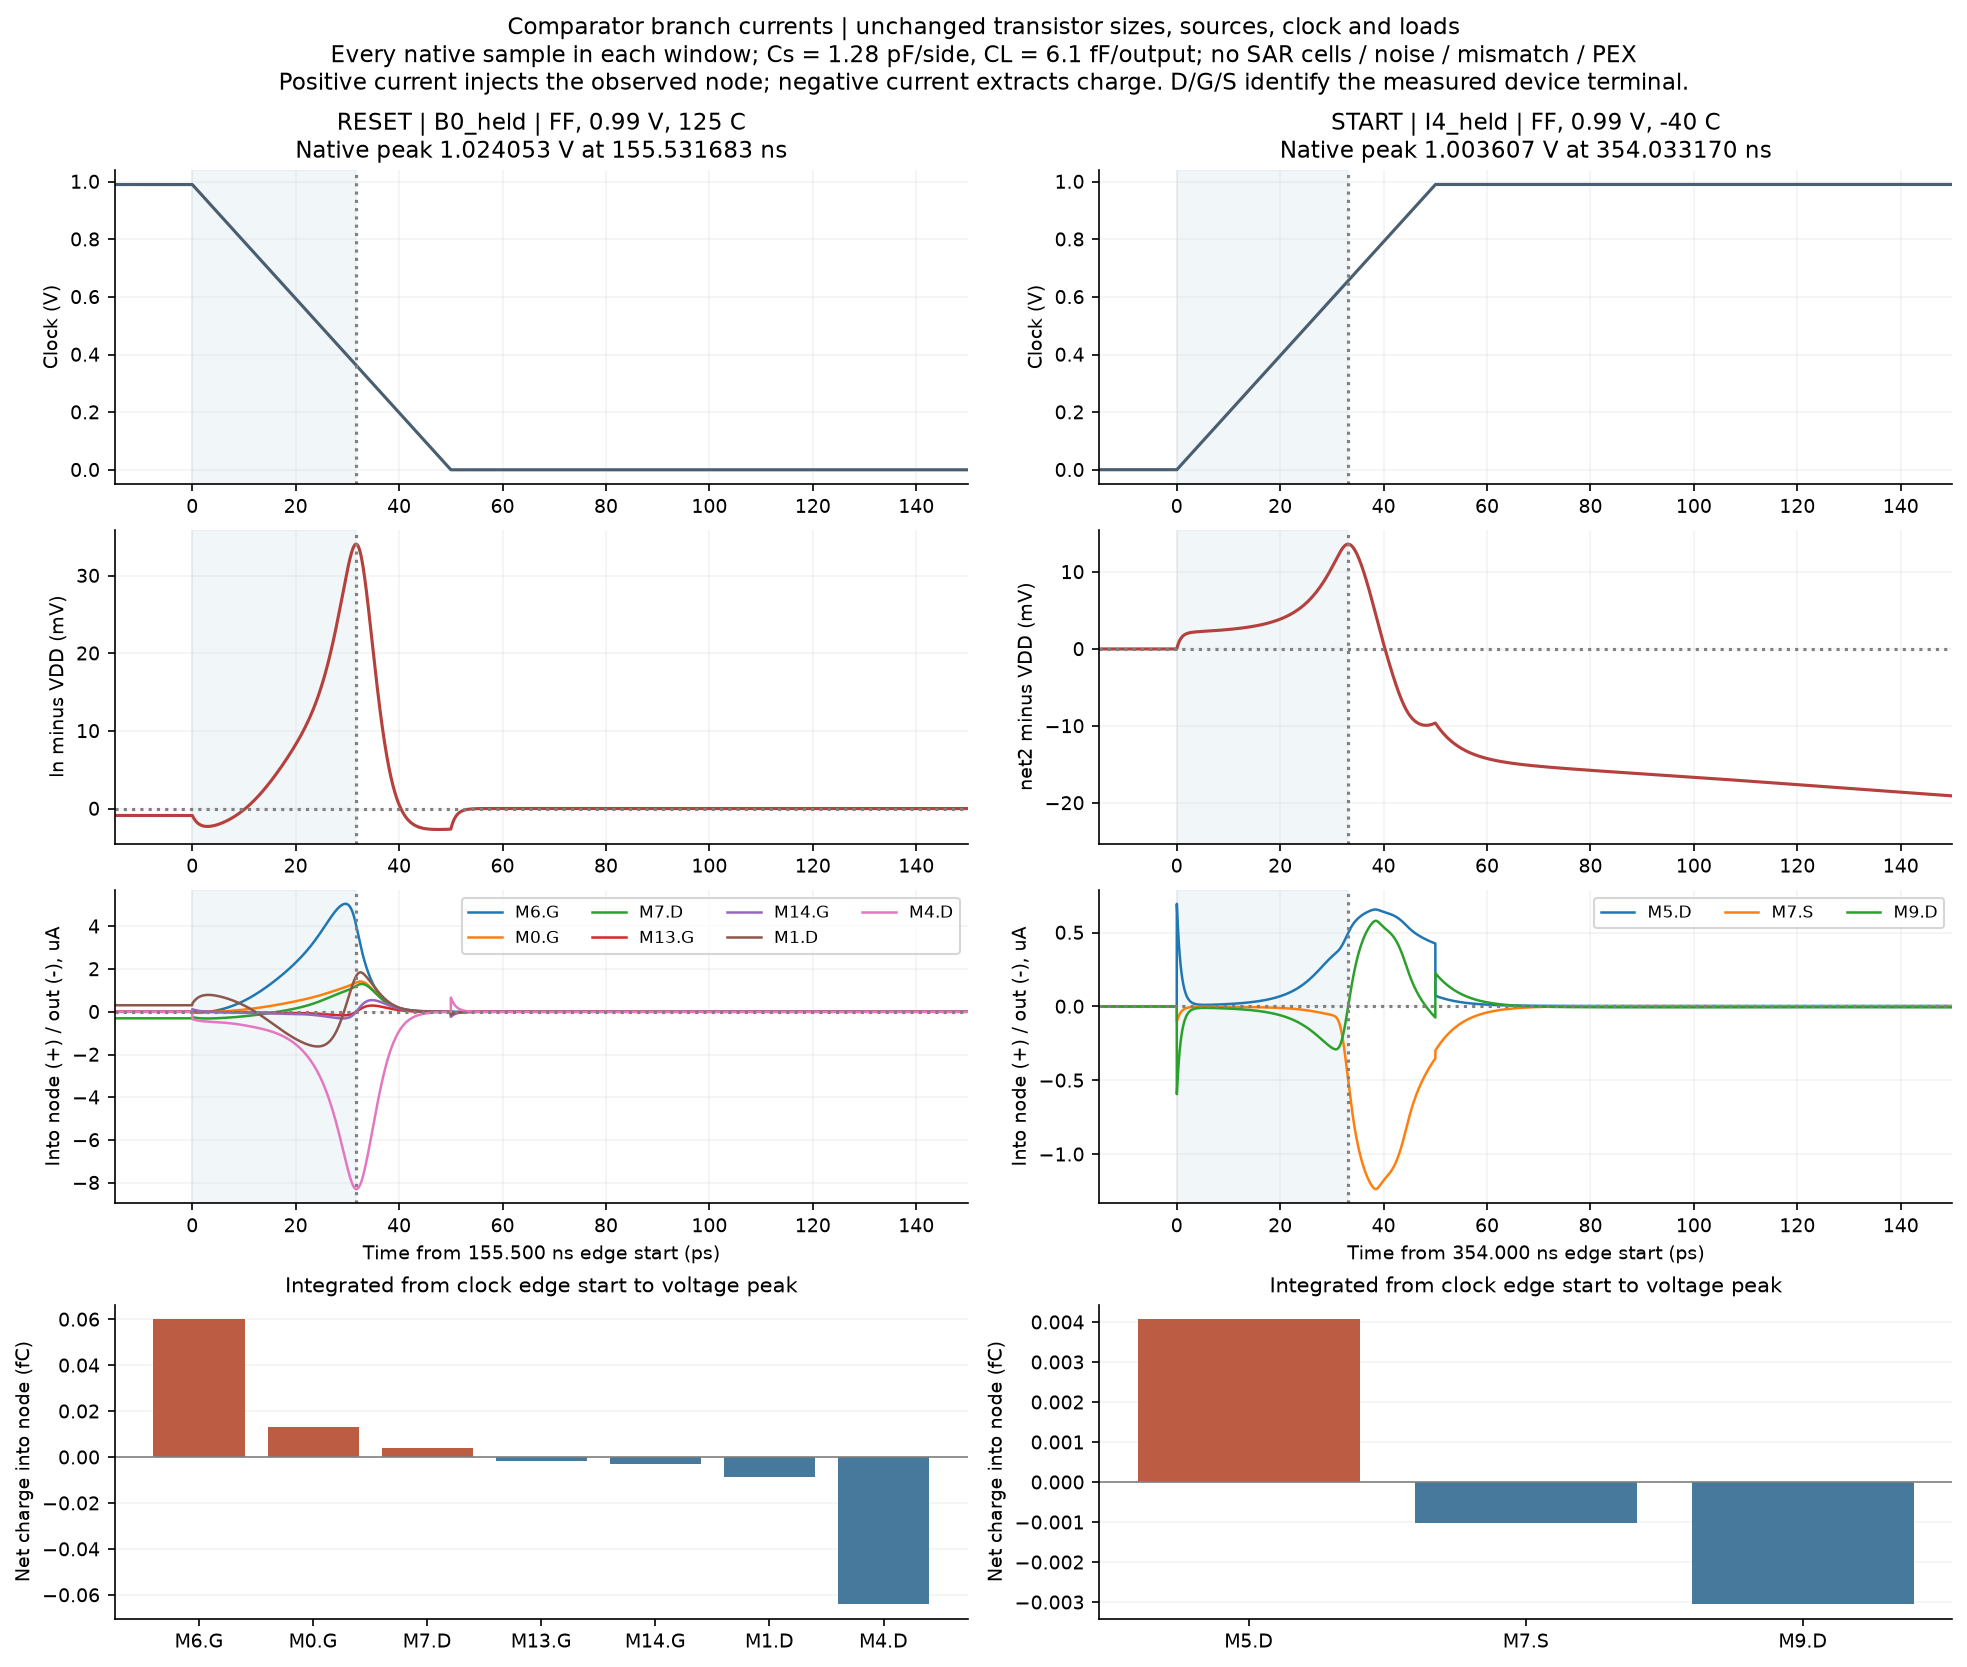 Comparator branch currents | unchanged transistor sizes, sources, clock and loads
Every native sample in each window; Cs = 1.28 pF/side, CL = 6.1 fF/output; no SAR cells / noise / mismatch / PEX
Positive current injects the observed node; negative current extracts charge. D/G/S identify the measured device terminal.
RESET | B0_held | FF, 0.99 V, 125 C
Native peak 1.024053 V at 155.531683 ns
Clock (V)
1.0
0.8
0.6
0.4
0.2
0.0
0 20 40 60 80 100 120 140
START | I4_held | FF, 0.99 V, -40 C
Native peak 1.003607 V at 354.033170 ns
Clock (V)
1.0
0.8
0.6
0.4
0.2
0.0
0 20 40 60 80 100 120 140
ln minus VDD (mV)
30
20
10
0
0 20 40 60 80 100 120 140
net2 minus VDD (mV)
10
0
−10
−20
0 20 40 60 80 100 120 140
Into node (+) / out (-), uA
4
2
0
−2
−4
−6
−8
M6.G M7.D M14.G M4.D
M0.G M13.G M1.D
0 20 40 60 80 100 120 140
Time from 155.500 ns edge start (ps)
Into node (+) / out (-), uA
0.5
0.0
−0.5
−1.0
M5.D M7.S M9.D
0 20 40 60 80 100 120 140
Time from 354.000 ns edge start (ps)
Integrated from clock edge start to voltage peak
Net charge into node (fC)
0.06
0.04
0.02
0.00
−0.02
−0.04
−0.06
M6.G M0.G M7.D M13.G M14.G M1.D M4.D
Integrated from clock edge start to voltage peak
Net charge into node (fC)
0.004
0.003
0.002
0.001
0.000
−0.001
−0.002
−0.003
M5.D M7.S M9.D